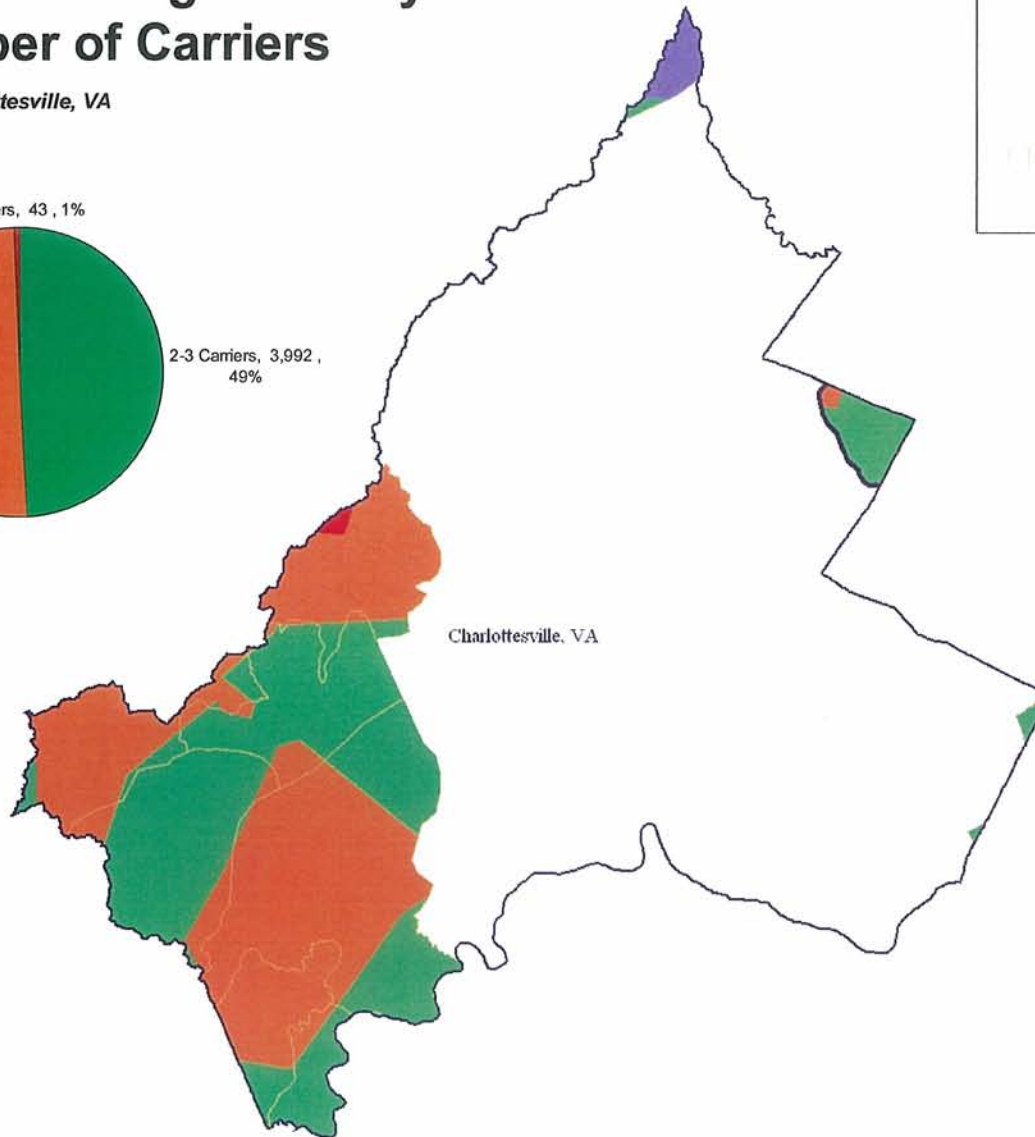 ber of Carriers
tesville, VA
rs, 43 , 1%
2-3 Carriers, 3,992 ,
49%
Charlottesville, VA